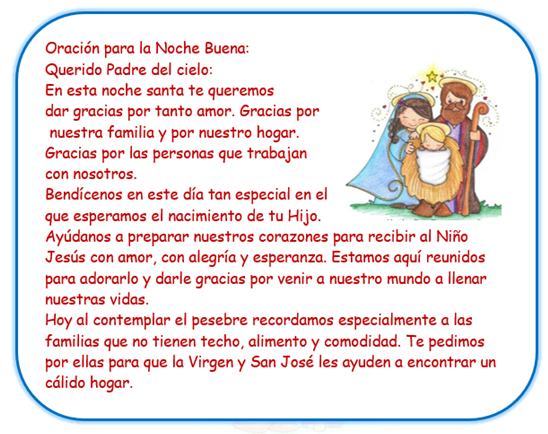 Oración para la Noche Buena:
Querido Padre del cielo:
En esta noche santa te queremos
dar gracias por tanto amor. Gracias por
nuestra familia y por nuestro hogar.
Gracias por las personas que trabajan
con nosotros.
Bendícenos en este día tan especial en el
que esperamos el nacimiento de tu Hijo.
Ayúdanos a preparar nuestros corazones para recibir al Niño
Jesús con amor, con alegría y esperanza. Estamos aquí reunidos
para adorarlo y darle gracias por venir a nuestro mundo a llenar
nuestras vidas.
Hoy al contemplar el pesebre recordamos especialmente a las
familias que no tienen techo, alimento y comodidad. Te pedimos
por ellas para que la Virgen y San José les ayuden a encontrar un
cálido hogar.